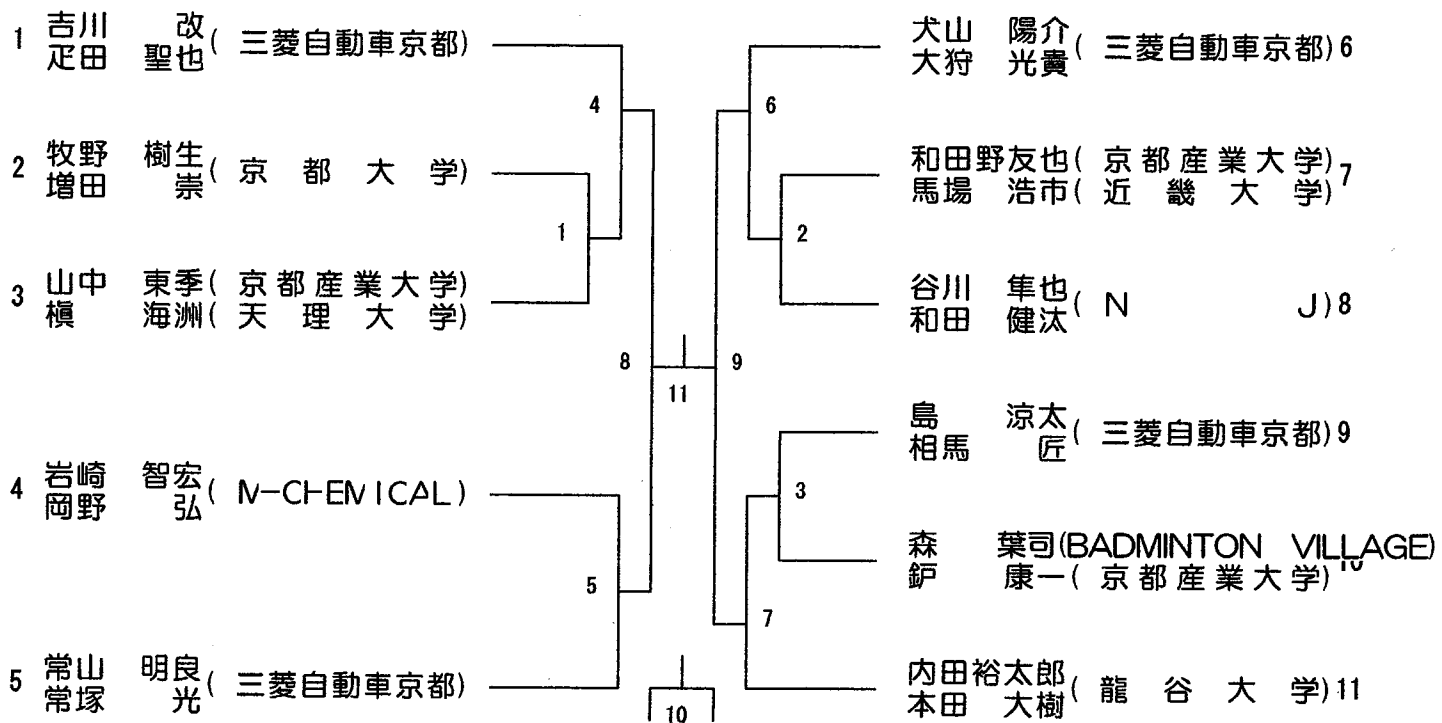 1 吉川 改
疋田 聖也 ( 三菱自動車京都 )
4
2 牧野 樹生
増田 崇 ( 京都大学 )
1
3 山中 東季 ( 京都産業大学 )
槇 海洲 ( 天理大学 )
8
11
4 岩崎 智宏
岡野 弘 ( M-CHEMICAL )
5
5 常山 明良
常塚 光 ( 三菱自動車京都 )
10
犬山 陽介
大狩 光貴 ( 三菱自動車京都 ) 6
6
和田野友也 ( 京都産業大学 ) 7
馬場 浩市 ( 近畿大学 )
2
谷川 隼也
和田 健汰 ( N J ) 8
9
島 涼太
相馬 匠 ( 三菱自動車京都 ) 9
3
森 葉司 (BADMINTON VILLAGE)
鈩 康一 ( 京都産業大学 ) 10
7
内田裕太郎
本田 大樹 ( 龍谷大学 ) 11